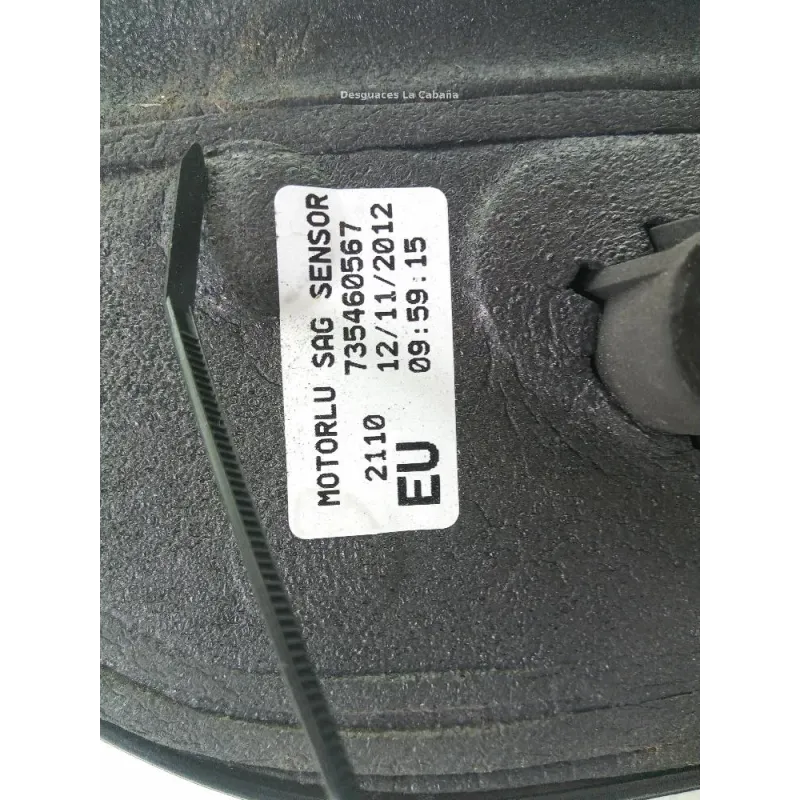 Desguaces La Cabaña
MOTORLU SAG SENSOR
735460567
2110 12/11/2012
EU 09:59:15